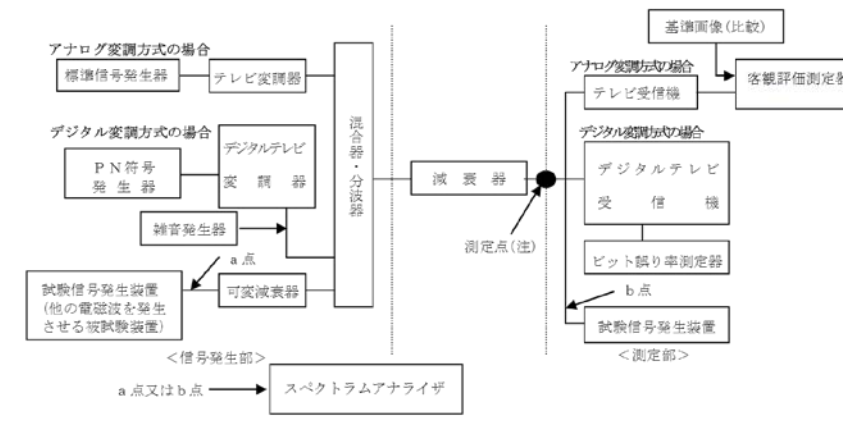 アナログ変調方式の場合
標準信号発生器
テレビ変調器
デジタル変調方式の場合
PN符号
発生器
デジタルテレビ
変調器
雑音発生器
a点
試験信号発生装置
(他の電磁波を発生
させる被試験装置)
可変減衰器
混合器・分波器
＜信号発生部＞
a点又はb点
スペクトラムアナライザ
減衰器
測定点(注)
基準画像(比較)
アナログ変調方式の場合
テレビ受信機
客観評価測定器
デジタル変調方式の場合
デジタルテレビ
受信機
ビット誤り率測定器
b点
試験信号発生装置
＜測定部＞